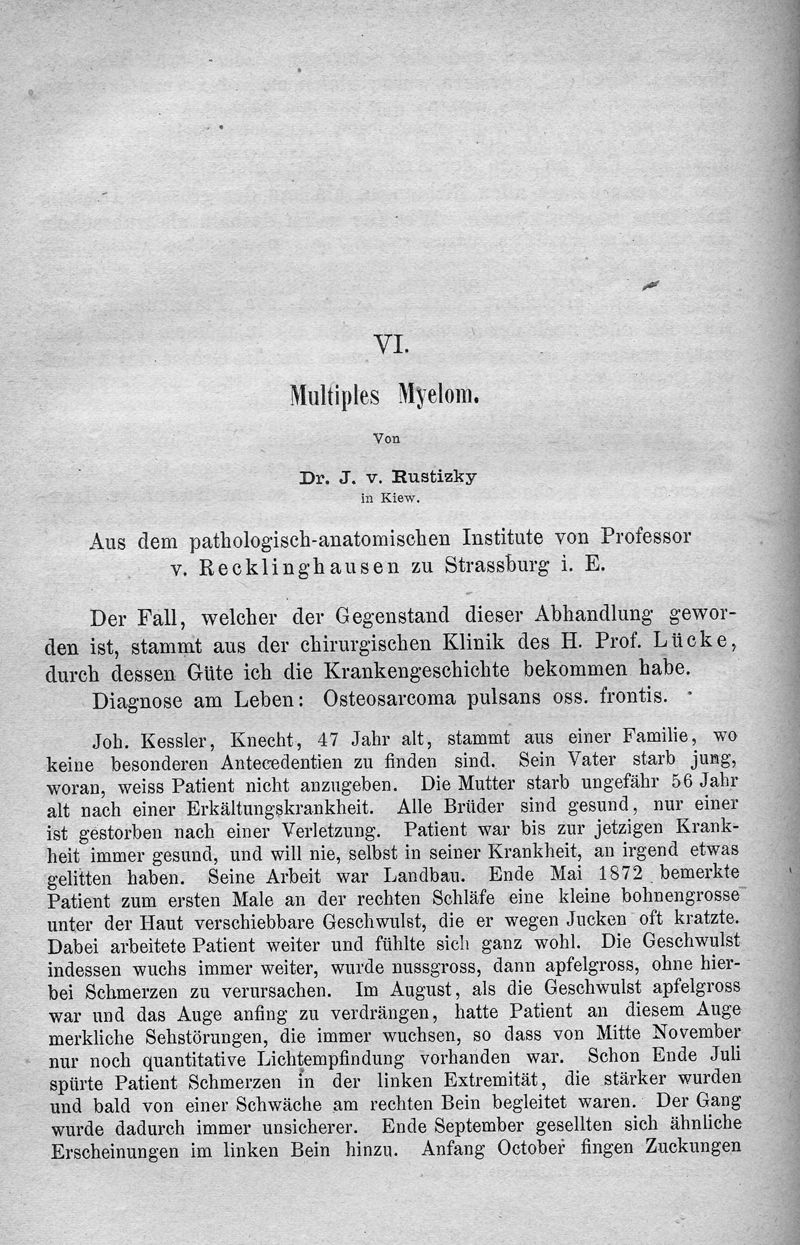 VI.
Multiples Myelom.
Von
Dr. J. v. Rustizky
in Kiew.
Aus dem pathologisch-anatomischen Institute von Professor
v. Recklinghausen zu Strassburg i. E.
Der Fall, welcher der Gegenstand dieser Abhandlung gewor-
den ist, stammt aus der chirurgischen Klinik des H. Prof. Lücke,
durch dessen Güte ich die Krankengeschichte bekommen habe.
Diagnose am Leben: Osteosarcoma pulsans oss. frontis.
Joh. Kessler, Knecht, 47 Jahr alt, stammt aus einer Familie, wo
keine besonderen Antecedentien zu finden sind. Sein Vater starb jung,
woran, weiss Patient nicht anzugeben. Die Mutter starb ungefähr 56 Jahr
alt nach einer Erkältungskrankheit. Alle Brüder sind gesund, nur einer
ist gestorben nach einer Verletzung. Patient war bis zur jetzigen Krank-
heit immer gesund, und will nie, selbst in seiner Krankheit, an irgend etwas
gelitten haben. Seine Arbeit war Landbau. Ende Mai 1872 bemerkte
Patient zum ersten Male an der rechten Schläfe eine kleine bohnengrosse
unter der Haut verschiebbare Geschwulst, die er wegen Jucken oft kratzte.
Dabei arbeitete Patient weiter und fühlte sich ganz wohl. Die Geschwulst
indessen wuchs immer weiter, wurde nussgross, dann apfelgross, ohne hier-
bei Schmerzen zu verursachen. Im August, als die Geschwulst apfelgross
war und das Auge anfing zu verdrängen, hatte Patient an diesem Auge
merkliche Sehstörungen, die immer wuchsen, so dass von Mitte November
nur noch quantitative Lichtempfindung vorhanden war. Schon Ende Juli
spürte Patient Schmerzen in der linken Extremität, die stärker wurden
und bald von einer Schwäche am rechten Bein begleitet waren. Der Gang
wurde dadurch immer unsicherer. Ende September gesellten sich ähnliche
Erscheinungen im linken Bein hinzu. Anfang October fingen Zuckungen